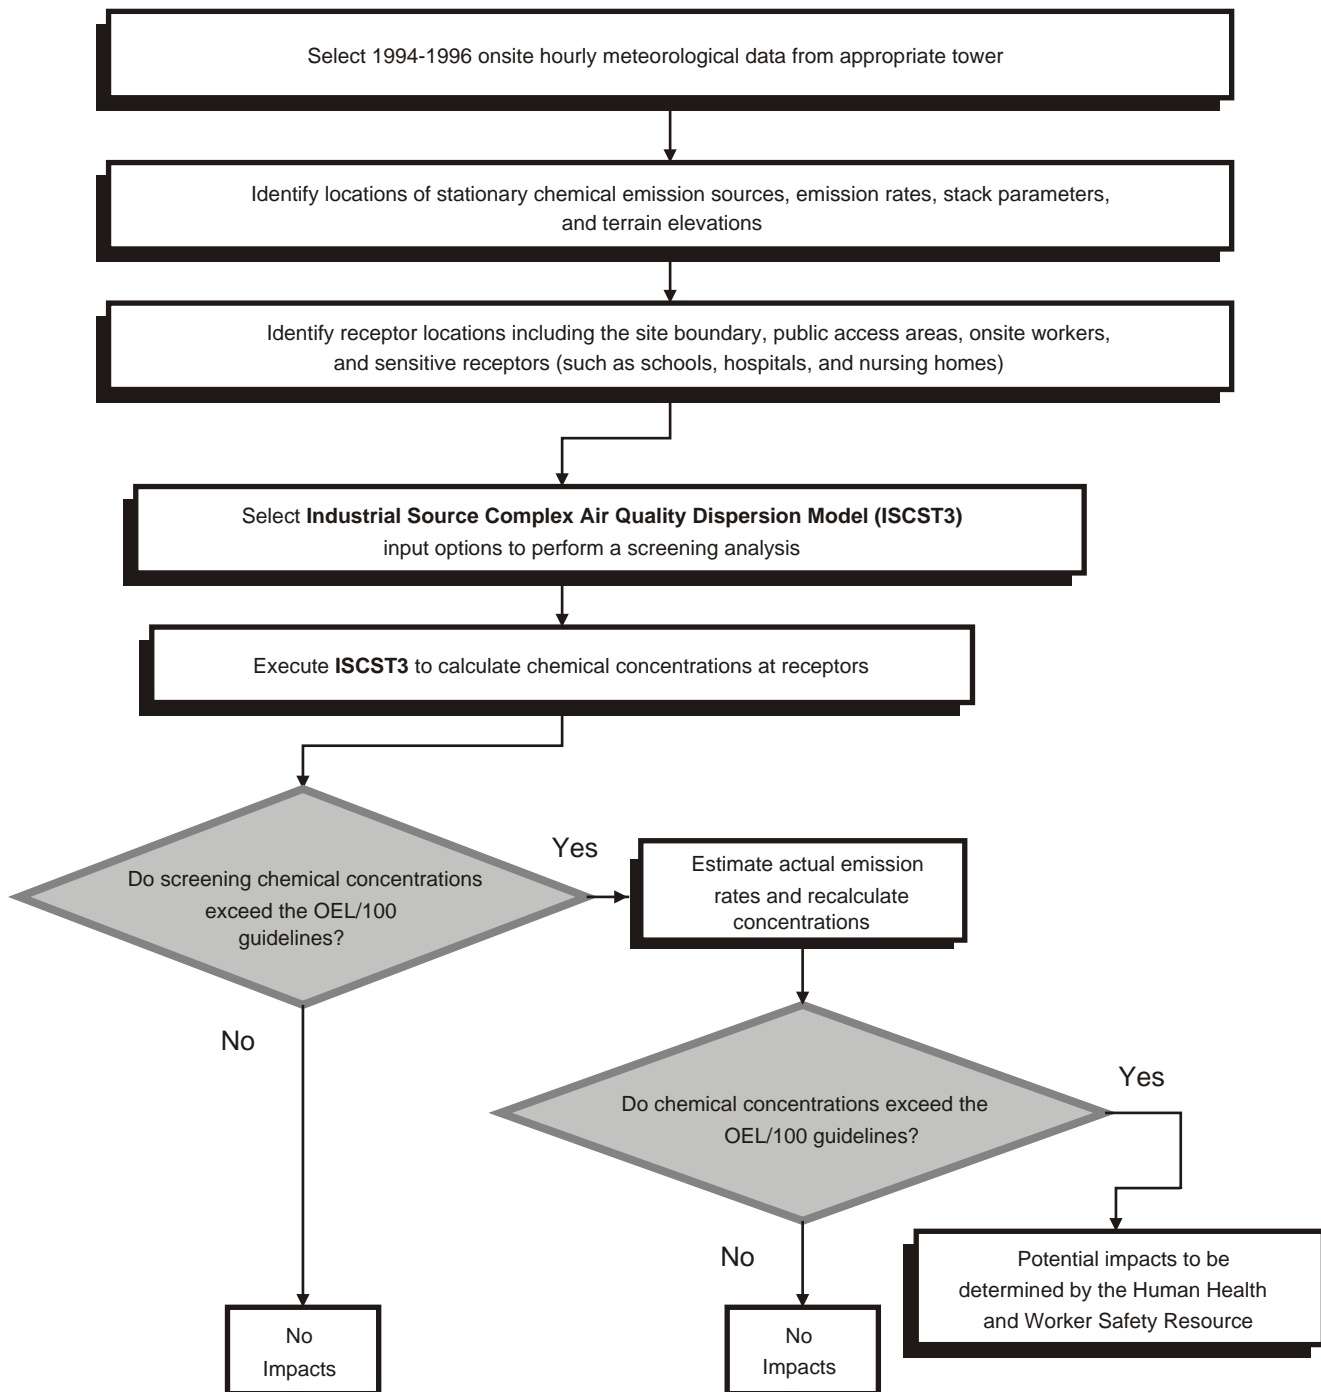 Select 1994-1996 onsite hourly meteorological data from appropriate tower
Identify locations of stationary chemical emission sources, emission rates, stack parameters,
and terrain elevations
Identify receptor locations including the site boundary, public access areas, onsite workers,
and sensitive receptors (such as schools, hospitals, and nursing homes)
Select Industrial Source Complex Air Quality Dispersion Model (ISCST3)
input options to perform a screening analysis
Execute ISCST3 to calculate chemical concentrations at receptors
Do screening chemical concentrations
exceed the OEL/100
guidelines?
Yes
Estimate actual emission
rates and recalculate
concentrations
No
Do chemical concentrations exceed the
OEL/100 guidelines?
Yes
No
Potential impacts to be
determined by the Human Health
and Worker Safety Resource
No
Impacts
No
Impacts